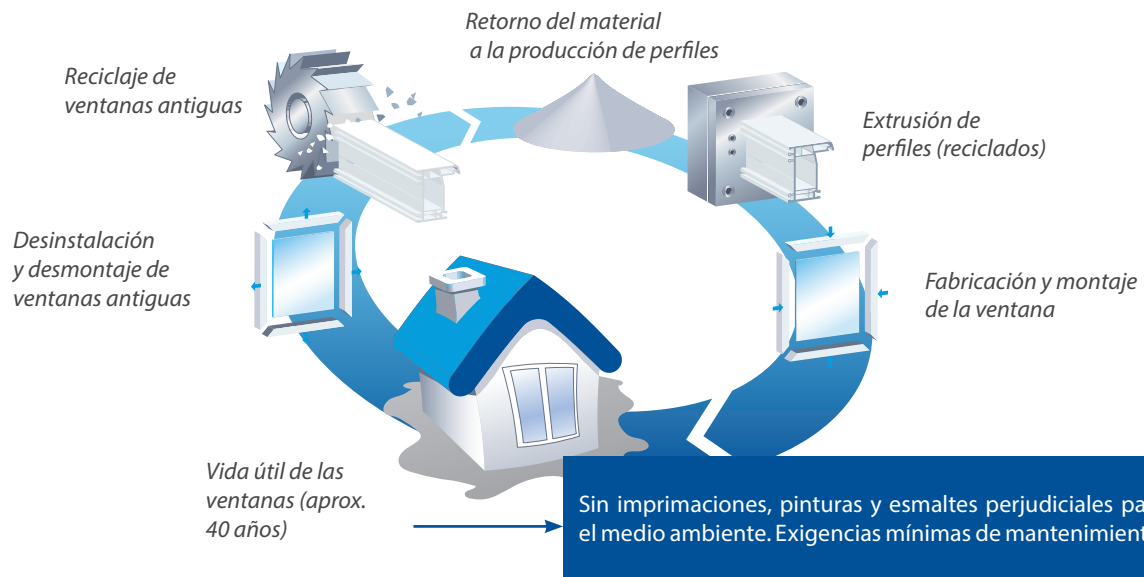 Retorno del material
a la producción de perfiles
Reciclaje de
ventanas antiguas
Extrusión de
perfiles (reciclados)
Desinstalación
y desmontaje de
ventanas antiguas
Fabricación y montaje
de la ventana
Vida útil de las
ventanas (aprox.
40 años)
Sin imprimaciones, pinturas y esmaltes perjudiciales pa
el medio ambiente. Exigencias mínimas de mantenimient